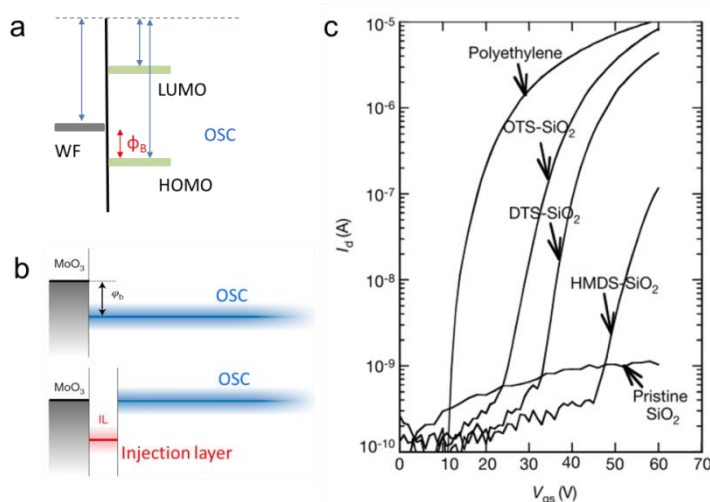 a
LUMO
WF
ϕB
OSC
HOMO
b
MoO3
φb
OSC
MoO3
OSC
IL
Injection layer
c
10-5
10-6
10-7
10-8
10-9
10-10
Id (A)
Polyethylene
OTS-SiO2
DTS-SiO2
HMDS-SiO2
Pristine
SiO2
0 10 20 30 40 50 60 70
Vgs (V)